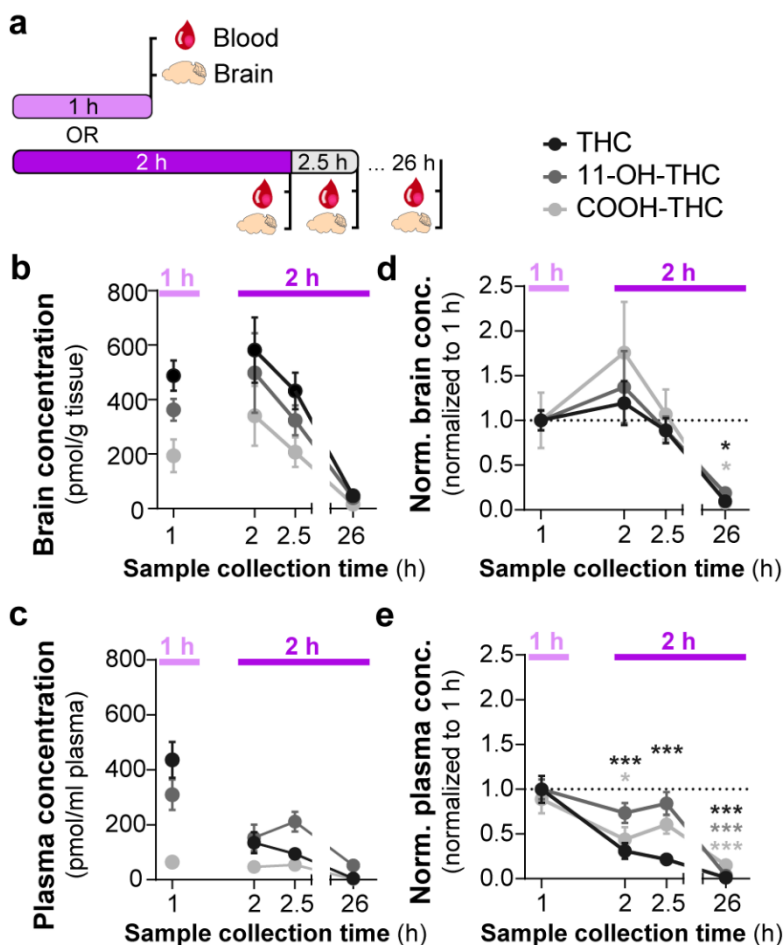 a
Blood
Brain
1 h
OR
2 h
2.5 h
... 26 h
THC
11-OH-THC
COOH-THC
b
1 h
2 h
Brain concentration
(pmol/g tissue)
800
600
400
200
0
1
2
2.5
26
Sample collection time (h)
d
1 h
2 h
Norm. brain conc.
(normalized to 1 h)
2.5
2.0
1.5
1.0
0.5
0.0
*
*
1
2
2.5
26
Sample collection time (h)
c
1 h
2 h
Plasma concentration
(pmol/ml plasma)
800
600
400
200
0
1
2
2.5
26
Sample collection time (h)
e
1 h
2 h
Norm. plasma conc.
(normalized to 1 h)
2.5
2.0
1.5
1.0
0.5
0.0
***
*
***
***
***
***
1
2
2.5
26
Sample collection time (h)